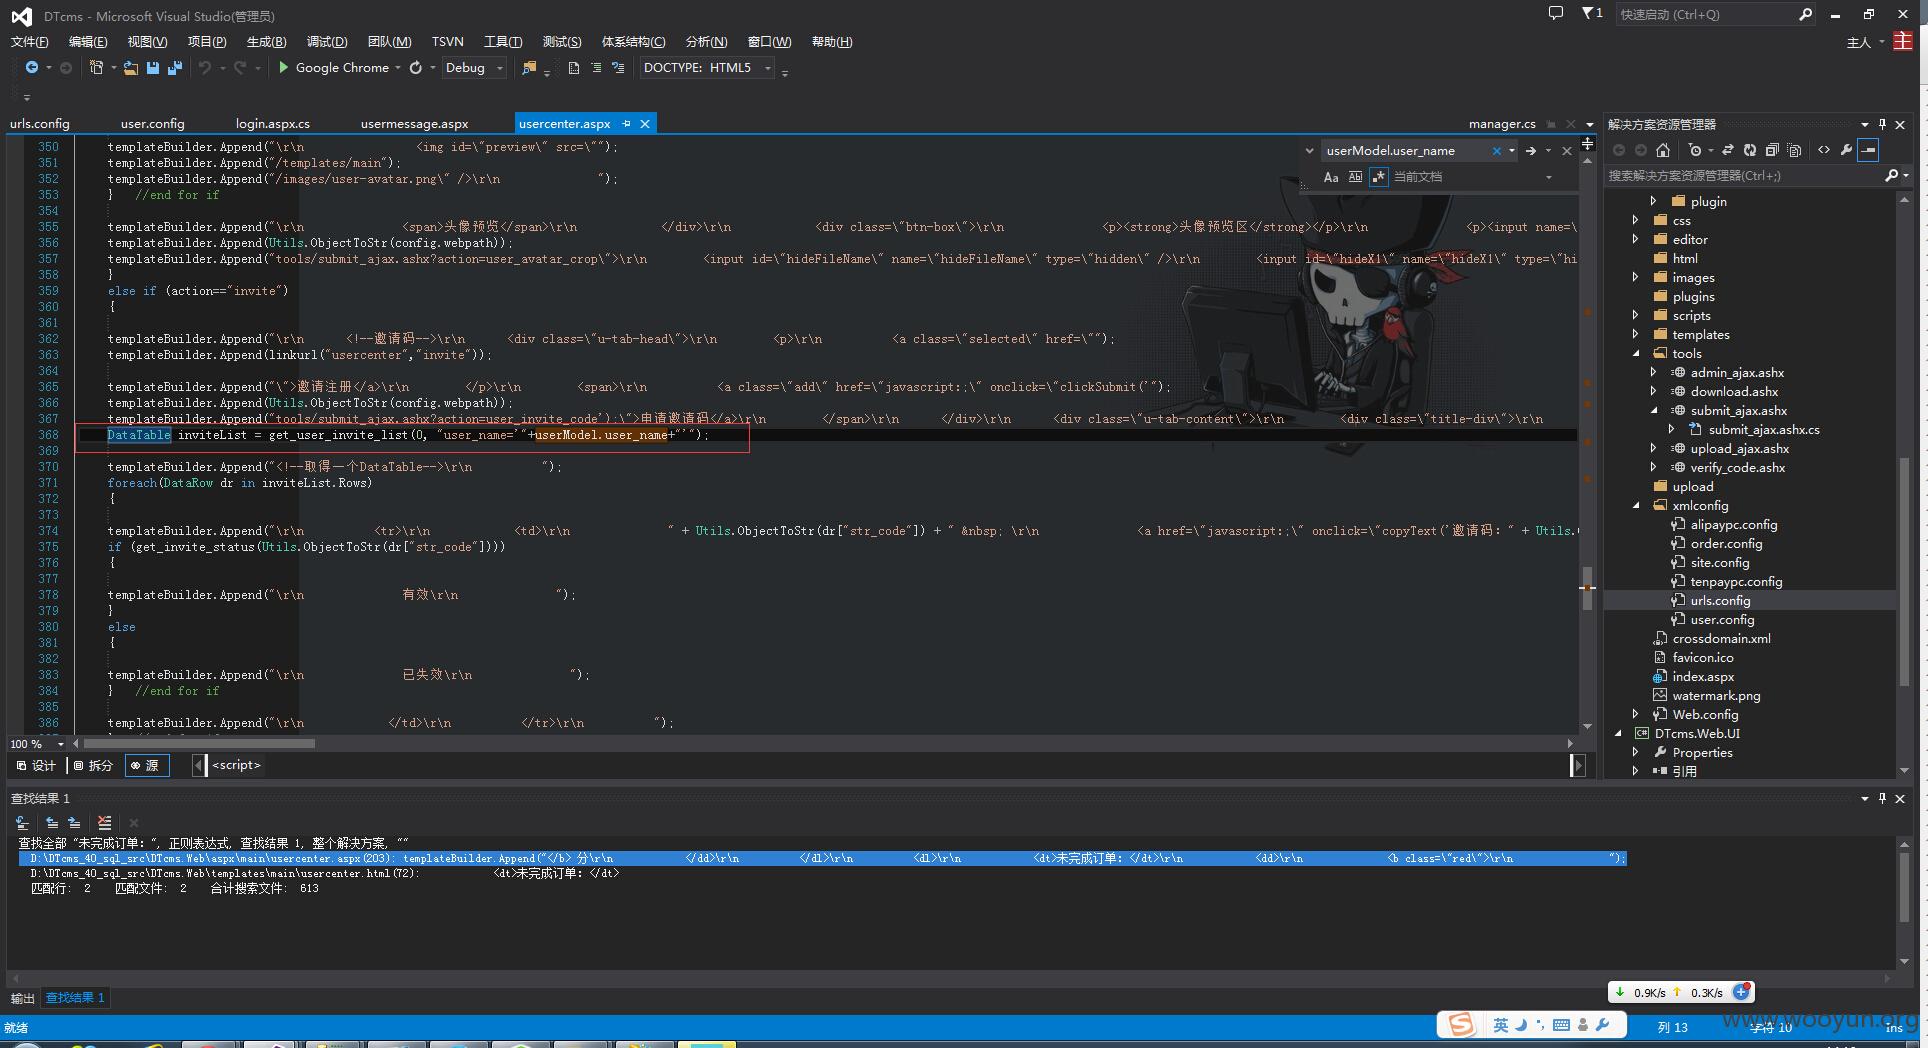 DTcms - Microsoft Visual Studio(管理员)
1
快速启动 (Ctrl+Q)
文件(F) 编辑(E) 视图(V) 项目(P) 生成(B) 调试(D) 团队(M) TSVN 工具(T) 测试(S) 体系结构(C) 分析(N) 窗口(W) 帮助(H)
主人 主
Google Chrome Debug DOCTYPE: HTML5
urls.config user.config login.aspx.cs usermessage.aspx usercenter.aspx manager.cs
userModel.user_name
Aa 当前文档
350 templateBuilder.Append("\r\n <img id=\"preview\" src=\"");
351 templateBuilder.Append("/templates/main");
352 templateBuilder.Append("/images/user-avatar.png\" />\r\n ");
353 } //end for if
354
355 templateBuilder.Append("\r\n <span>头像预览</span>\r\n </div>\r\n <div class=\"btn-box\">\r\n <p><strong>头像预览区</strong></p>\r\n <p><input name=\
356 templateBuilder.Append(Utils.ObjectToStr(config.webpath));
357 templateBuilder.Append("tools/submit_ajax.ashx?action=user_avatar_crop\">\r\n <input id=\"hideFileName\" name=\"hideFileName\" type=\"hidden\" />\r\n <input id=\"hideX1\" name=\"hideX1\" type=\"hi
358 }
359 else if (action=="invite")
360 {
361
362 templateBuilder.Append("\r\n <!--邀请码-->\r\n <div class=\"u-tab-head\">\r\n <p>\r\n <a class=\"selected\" href=\"");
363 templateBuilder.Append(linkurl("usercenter","invite"));
364
365 templateBuilder.Append("\">邀请注册</a>\r\n </p>\r\n <span>\r\n <a class=\"add\" href=\"javascript:;\" onclick=\"clickSubmit('");
366 templateBuilder.Append(Utils.ObjectToStr(config.webpath));
367 templateBuilder.Append("tools/submit_ajax.ashx?action=user_invite_code');\">申请邀请码</a>\r\n </span>\r\n </div>\r\n <div class=\"u-tab-content\">\r\n <div class=\"title-div\">\r\n
368 DataTable inviteList = get_user_invite_list(0, "user_name='"+userModel.user_name+"'");
369
370 templateBuilder.Append("<!--取得一个DataTable-->\r\n ");
371 foreach(DataRow dr in inviteList.Rows)
372 {
373
374 templateBuilder.Append("\r\n <tr>\r\n <td>\r\n " + Utils.ObjectToStr(dr["str_code"]) + " &nbsp; \r\n <a href=\"javascript:;\" onclick=\"copyText('邀请码: " + Utils.
375 if (get_invite_status(Utils.ObjectToStr(dr["str_code"])))
376 {
377
378 templateBuilder.Append("\r\n 有效\r\n ");
379 }
380 else
381 {
382
383 templateBuilder.Append("\r\n 已失效\r\n ");
384 } //end for if
385
386 templateBuilder.Append("\r\n </td>\r\n </tr>\r\n ");
100 %
设计 拆分 源 <script>
解决方案资源管理器
搜索解决方案资源管理器(Ctrl+;)
plugin
css
editor
html
images
plugins
scripts
templates
tools
admin_ajax.ashx
download.ashx
submit_ajax.ashx
submit_ajax.ashx.cs
upload_ajax.ashx
verify_code.ashx
upload
xmlconfig
alipaypc.config
order.config
site.config
tenpaypc.config
urls.config
user.config
crossdomain.xml
favicon.ico
index.aspx
watermark.png
Web.config
DTcms.Web.UI
Properties
引用
查找结果 1
查找全部 "未完成订单：", 正则表达式, 查找结果 1, 整个解决方案, ""
D:\DTcms_40_sql_src\DTcms.Web\aspx\main\usercenter.aspx(203): templateBuilder.Append("</b> 分\r\n </dd>\r\n </dl>\r\n <dl>\r\n <dt>未完成订单：</dt>\r\n <dd>\r\n <b class=\"red\">\r\n ");
D:\DTcms_40_sql_src\DTcms.Web\templates\main\usercenter.html(72): <dt>未完成订单：</dt>
匹配行: 2 匹配文件: 2 合计搜索文件: 613
输出 查找结果 1
0.9K/s 0.3K/s
就绪
S 英
列 13 字符 10 Ins
www.wooyun.org